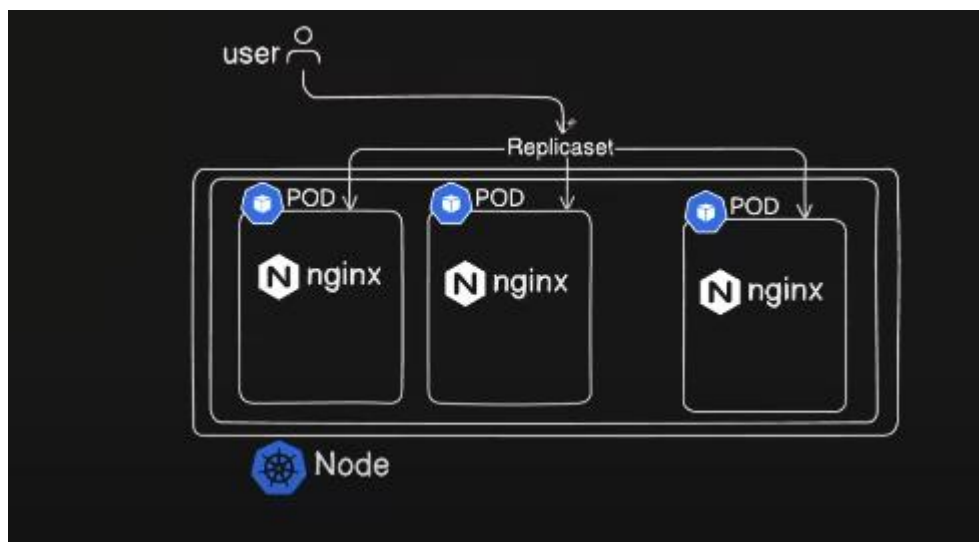 user
Replicaset
POD
POD
POD
nginx
nginx
nginx
Node